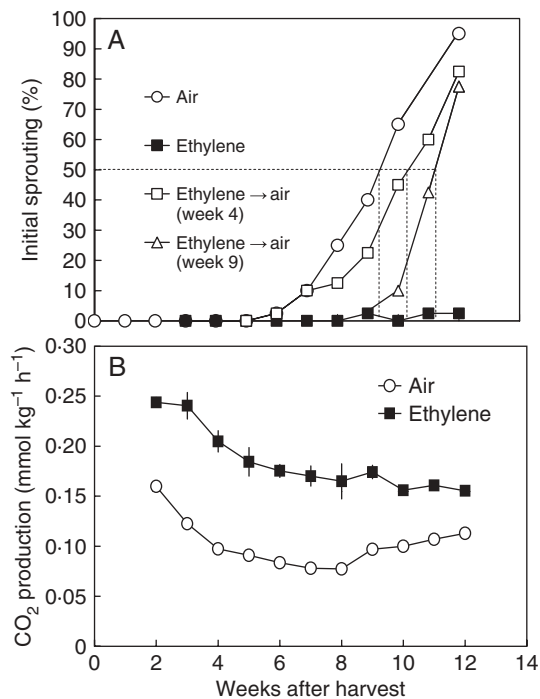 A
100
90
80
70
60
50
40
30
20
10
0
Initial sprouting (%)
Air
Ethylene
Ethylene → air
(week 4)
Ethylene → air
(week 9)
B
0·30
0·25
0·20
0·15
0·10
0·05
0
CO2 production (mmol kg−1 h−1)
Air
Ethylene
0 2 4 6 8 10 12 14
Weeks after harvest